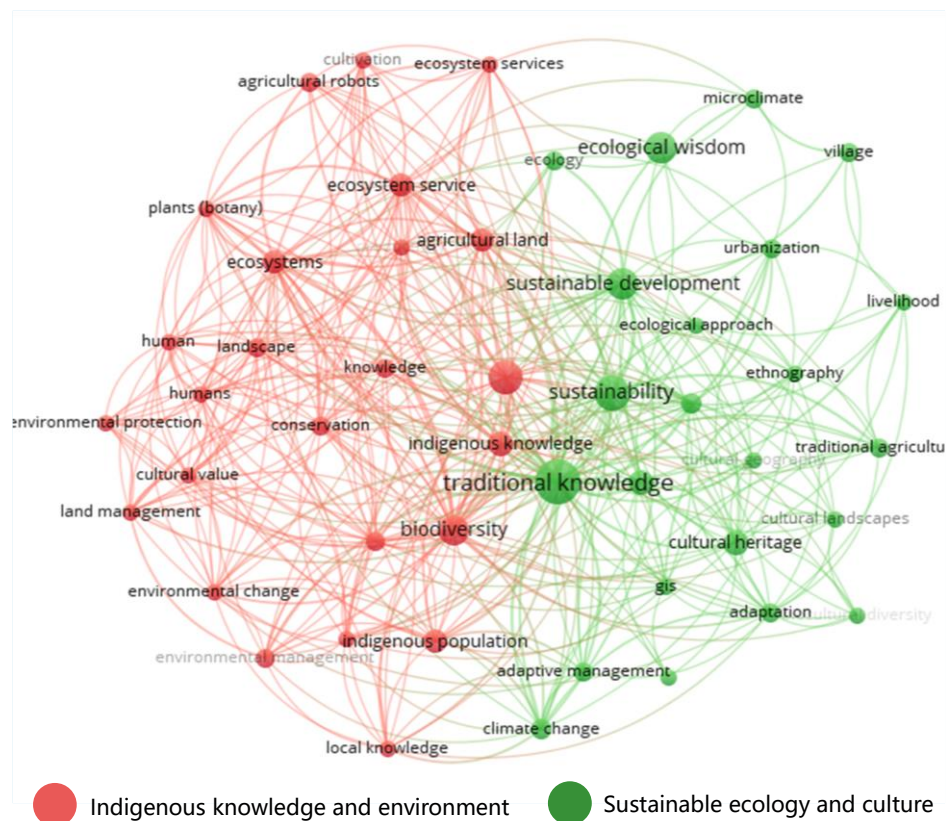 cultivation
ecosystem services
agricultural robots
microclimate
ecological wisdom
village
ecology
ecosystem service
plants (botany)
agricultural land
urbanization
ecosystems
sustainable development
livelihood
ecological approach
human
landscape
knowledge
ethnography
sustainability
humans
environmental protection
conservation
indigenous knowledge
traditional agricultu
cultural geography
cultural value
traditional knowledge
land management
cultural landscapes
biodiversity
cultural heritage
gis
environmental change
adaptation
cultural diversity
indigenous population
environmental management
adaptive management
climate change
local knowledge
Indigenous knowledge and environment
Sustainable ecology and culture